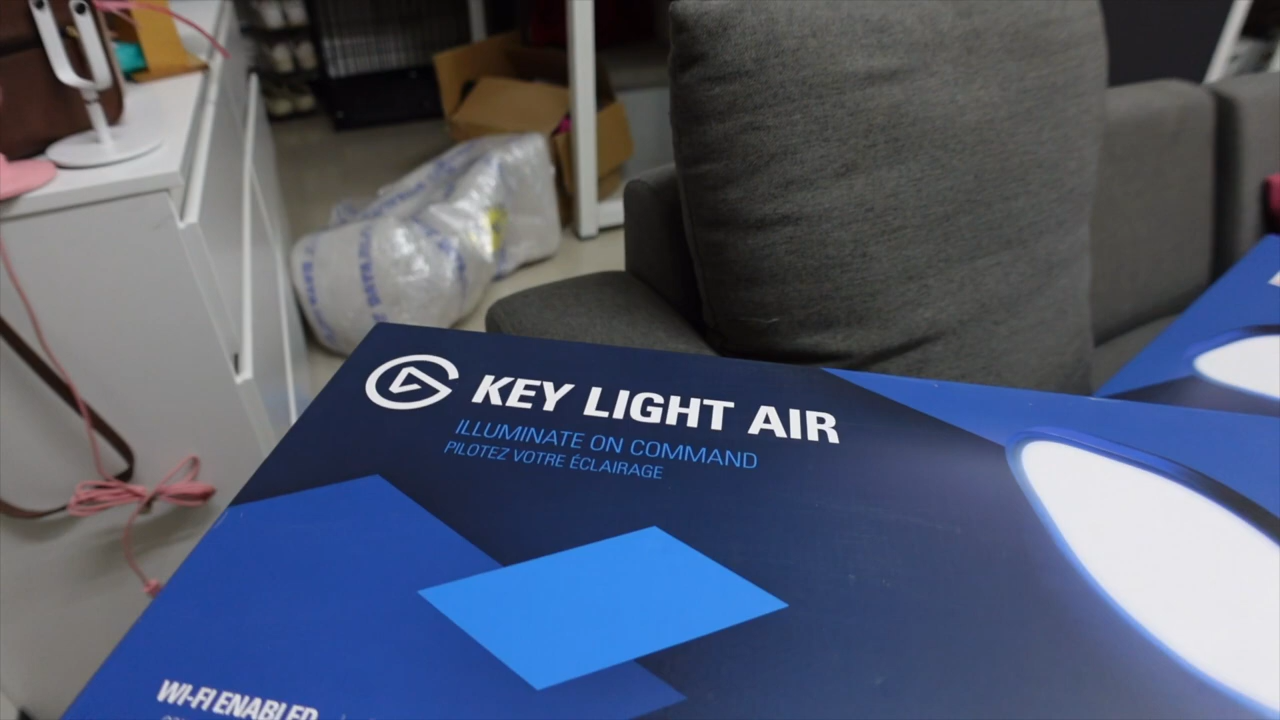 KEY LIGHT AIR
ILLUMINATE ON COMMAND
PILOTEZ VOTRE ÉCLAIRAGE
WI-FI ENABLED